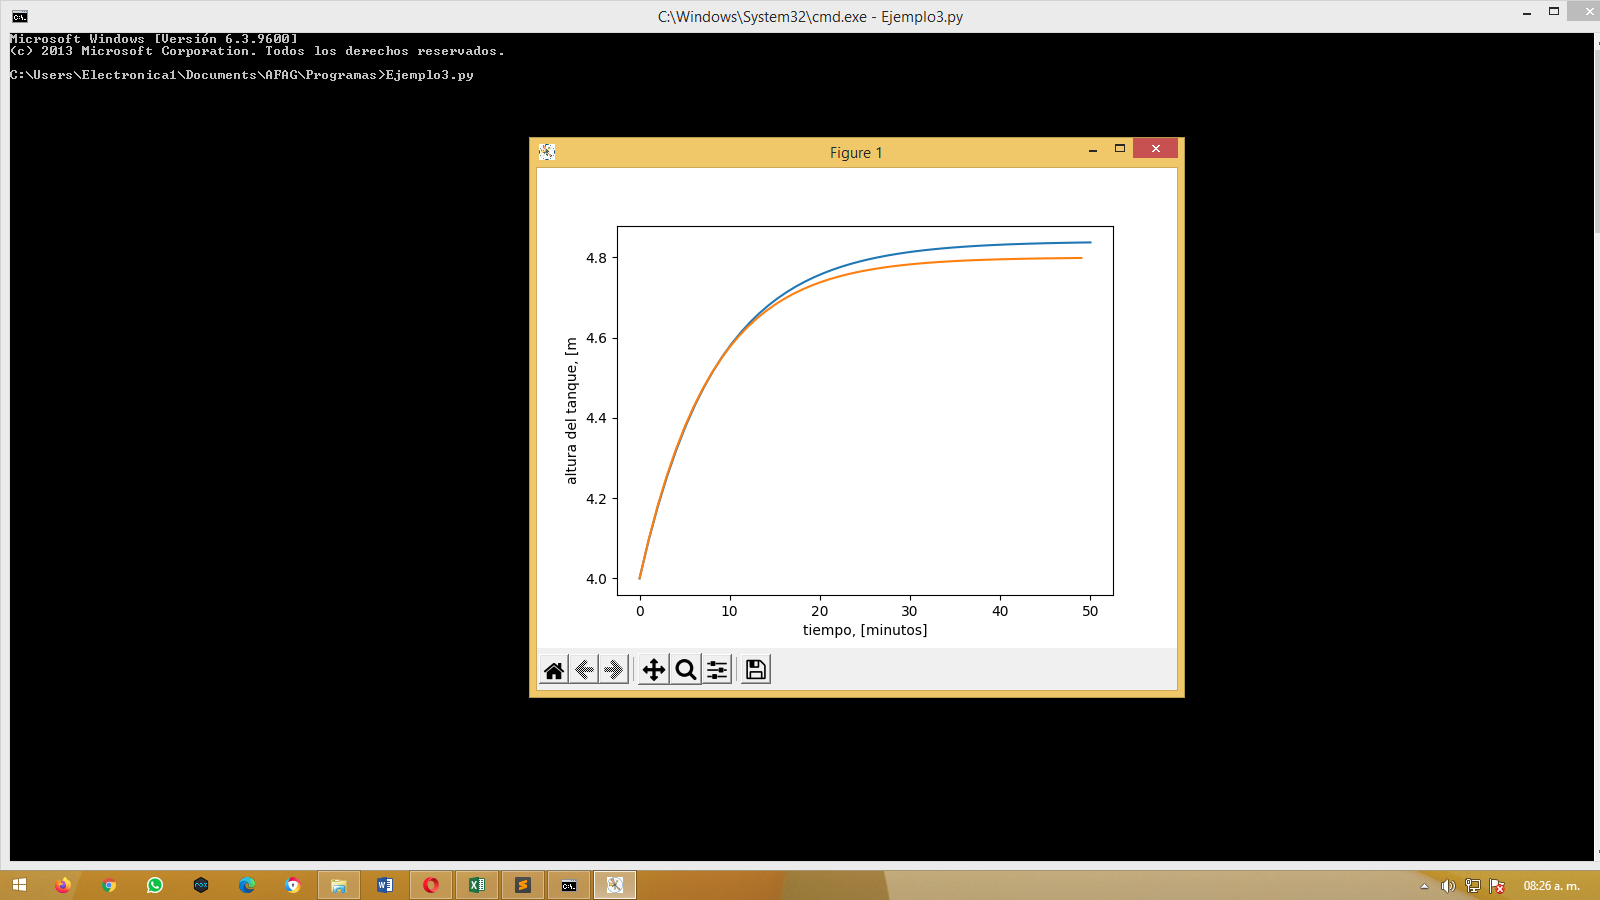 C:\Windows\System32\cmd.exe - Ejemplo3.py
Microsoft Windows [Versión 6.3.9600]
(c) 2013 Microsoft Corporation. Todos los derechos reservados.
C:\Users\Electronica1\Documents\AFAG\Programas>Ejemplo3.py
Figure 1
4.8
4.6
4.4
4.2
4.0
altura del tanque, [m
0 10 20 30 40 50
tiempo, [minutos]
08:26 a. m.